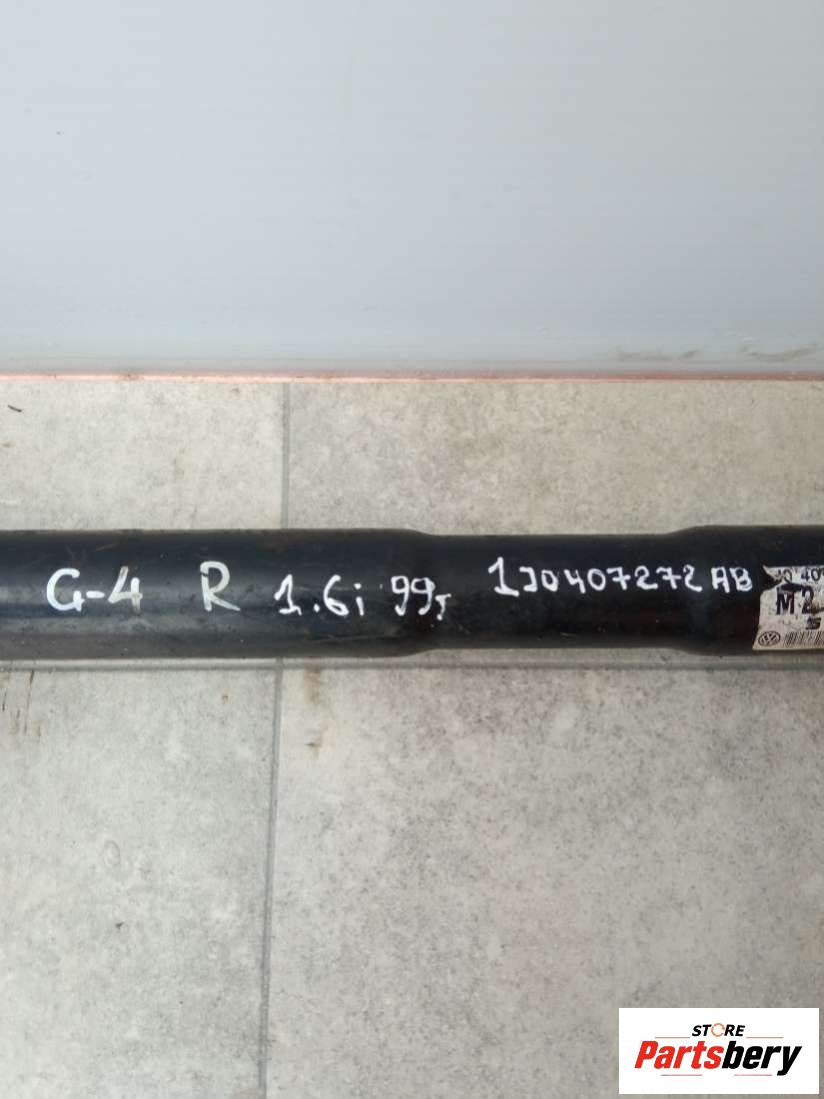 G-4 R 1.6i 99г 1J0407272AB
M2
STORE
Partsbery